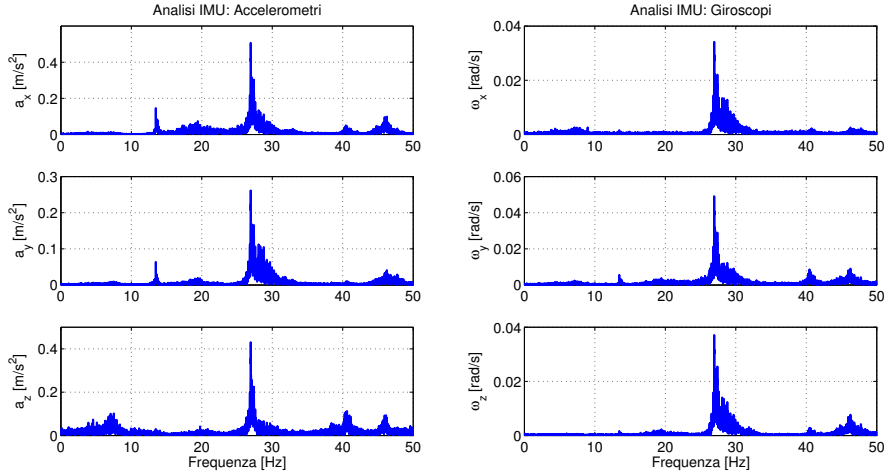 Analisi IMU: Accelerometri
Analisi IMU: Giroscopi
a_x [m/s²]
0.4
0.2
0
0 10 20 30 40 50
ω_x [rad/s]
0.04
0.02
0
0 10 20 30 40 50
a_y [m/s²]
0.3
0.2
0.1
0
0 10 20 30 40 50
ω_y [rad/s]
0.06
0.04
0.02
0
0 10 20 30 40 50
a_z [m/s²]
0.4
0.2
0
0 10 20 30 40 50
Frequenza [Hz]
ω_z [rad/s]
0.04
0.02
0
0 10 20 30 40 50
Frequenza [Hz]